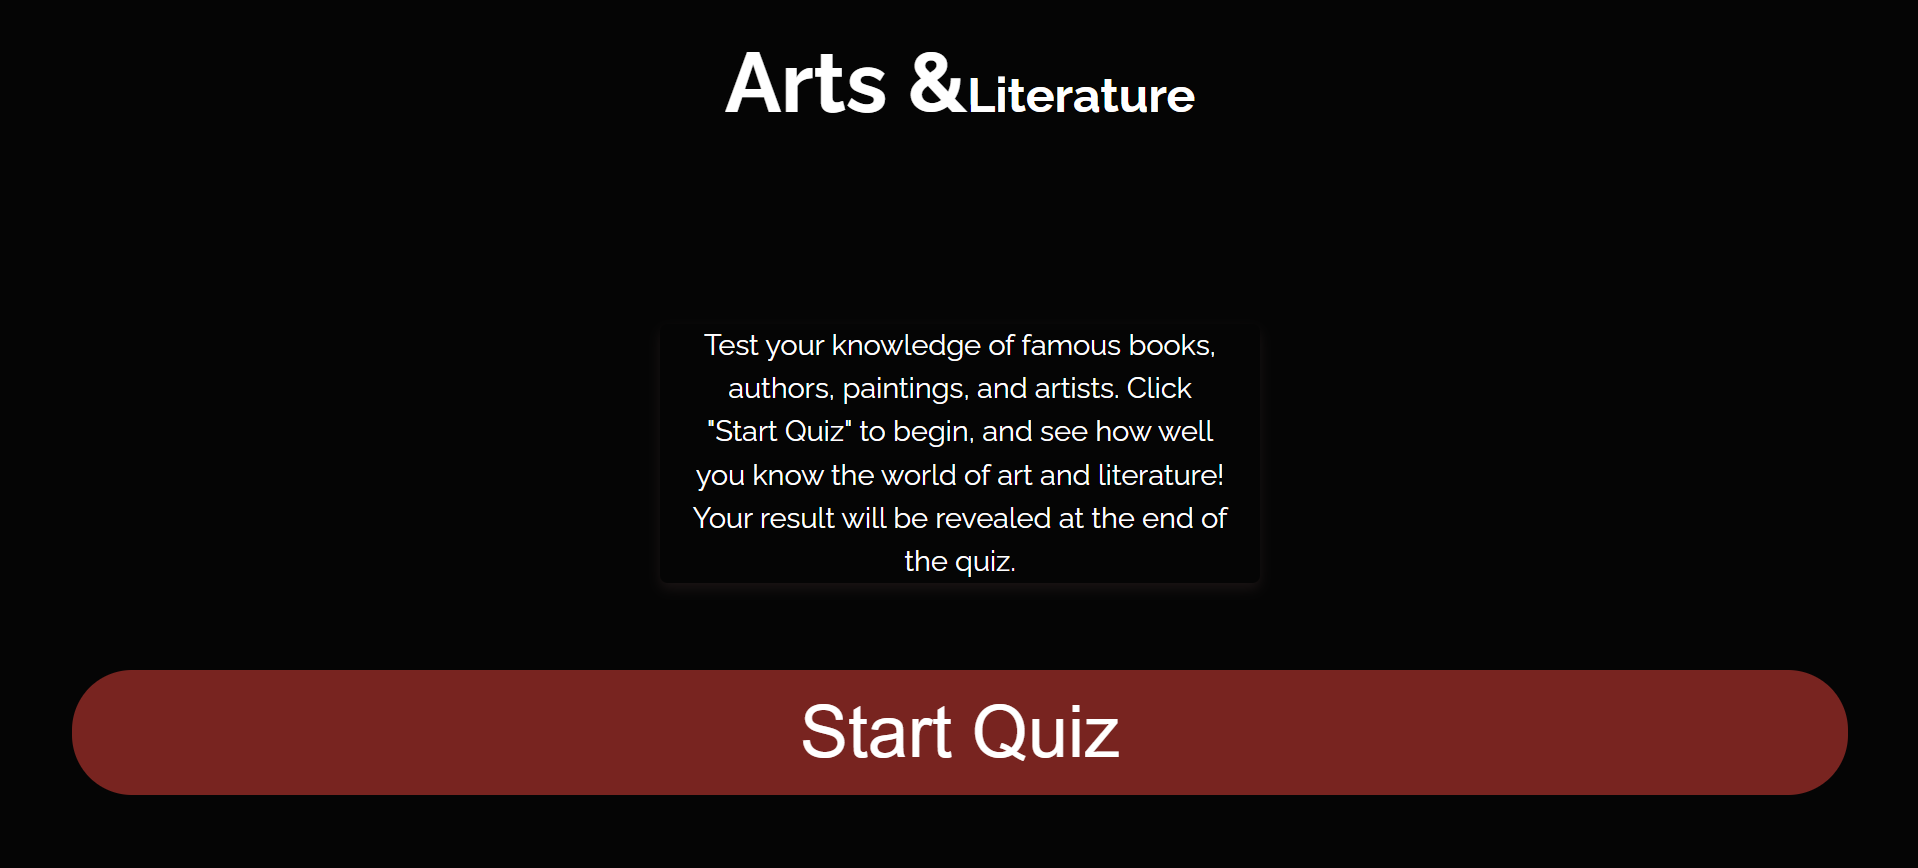 Arts &Literature
Test your knowledge of famous books,
authors, paintings, and artists. Click
"Start Quiz" to begin, and see how well
you know the world of art and literature!
Your result will be revealed at the end of
the quiz.
Start Quiz